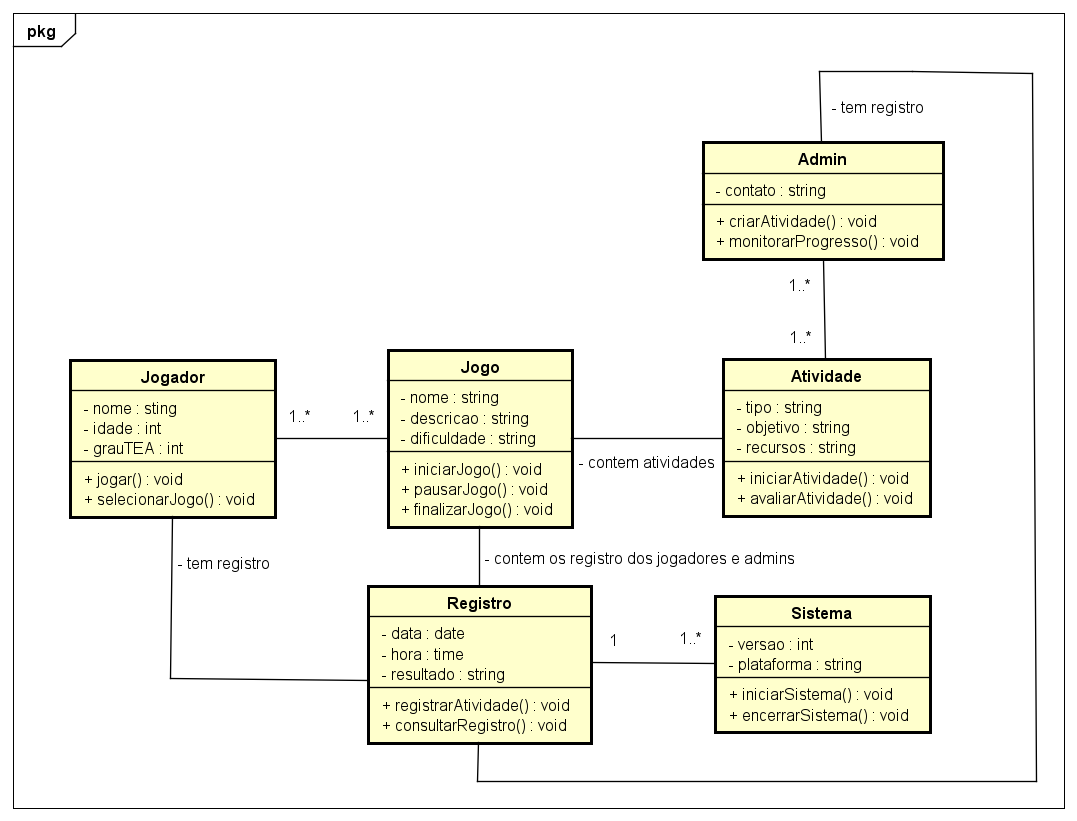 pkg
- tem registro
Admin
- contato : string
+ criarAtividade() : void
+ monitorarProgresso() : void
1..*
1..*
Jogador
- nome : sting
- idade : int
- grauTEA : int
+ jogar() : void
+ selecionarJogo() : void
1..*
1..*
Jogo
- nome : string
- descricao : string
- dificuldade : string
+ iniciarJogo() : void
+ pausarJogo() : void
+ finalizarJogo() : void
- contem atividades
Atividade
- tipo : string
- objetivo : string
- recursos : string
+ iniciarAtividade() : void
+ avaliarAtividade() : void
- tem registro
- contem os registro dos jogadores e admins
Registro
- data : date
- hora : time
- resultado : string
+ registrarAtividade() : void
+ consultarRegistro() : void
1
1..*
Sistema
- versao : int
- plataforma : string
+ iniciarSistema() : void
+ encerrarSistema() : void